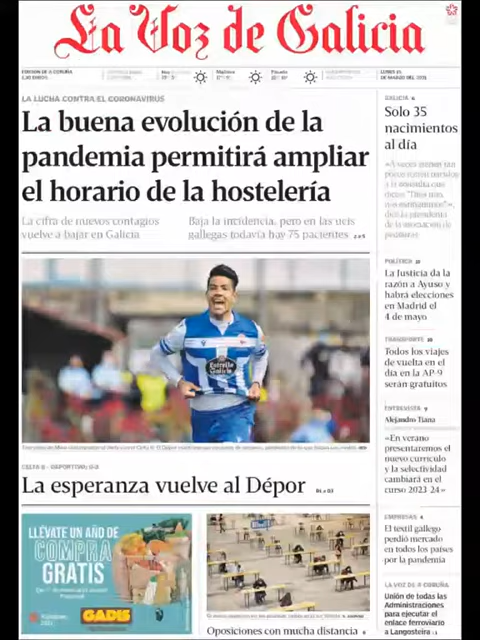 La Voz de Galicia
LA LUCHA CONTRA EL CORONAVIRUS
La buena evolución de la
pandemia permitirá ampliar
el horario de la hostelería
La cifra de nuevos contagios
vuelve a bajar en Galicia
Baja la incidencia, pero en las ucis
gallegas todavía hay 75 pacientes
Estrella
Galicia
CELTA B - DEPORTIVO: 0-2
La esperanza vuelve al Dépor
LLÉVATE UN AÑO DE
COMPRA
GRATIS
GADIS
Oposiciones con mucha distancia
GALICIA 6
Solo 35
nacimientos
al día
POLÍTICA
La Justicia da la
razón a Ayuso y
habrá elecciones
en Madrid el
4 de mayo
TRANSPORTE
Todos los viajes
de vuelta en el
día en la AP-9
serán gratuitos
ENTREVISTA
Alejandro Tiana
«En verano
presentaremos el
nuevo currículo
y la selectividad
cambiará en el
curso 2023-24»
EMPRESAS
El textil gallego
perdió mercado
en todos los países
por la pandemia
LA VOZ DE A CORUÑA
Unión de todas las
Administraciones
para ejecutar el
enlace ferroviario
a Langosteira